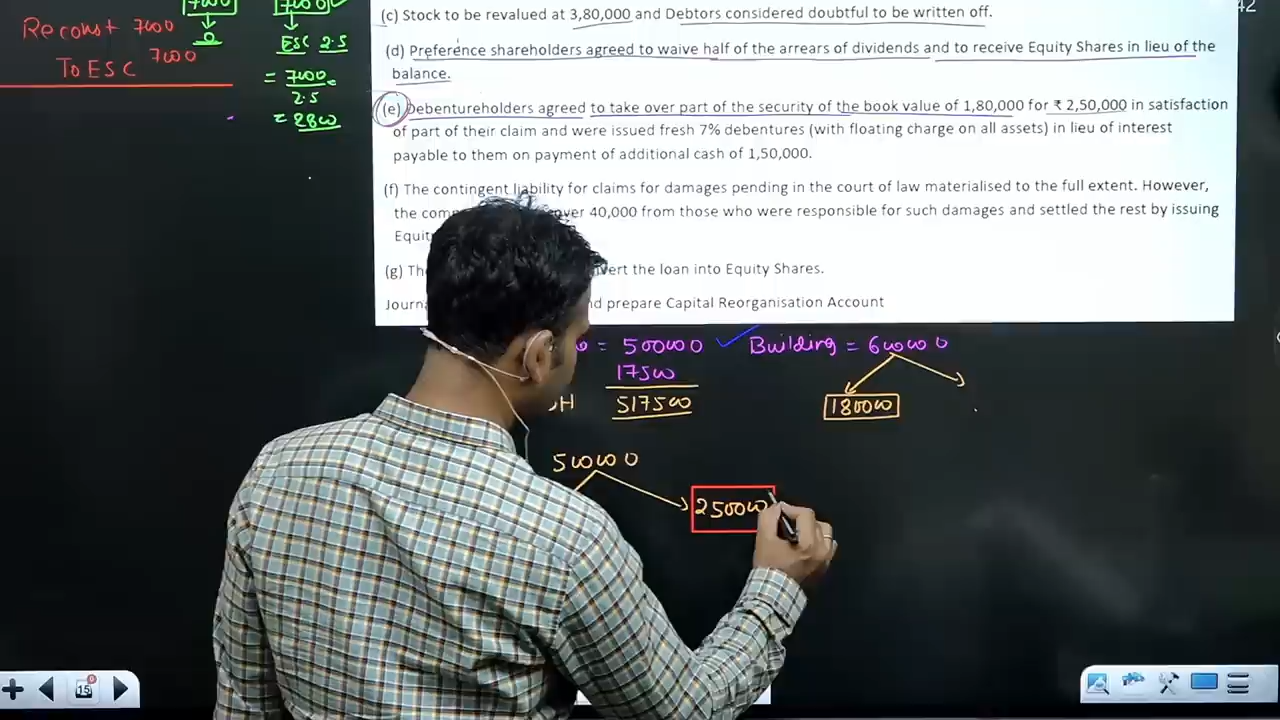 Reconst 7000
To ESC 7000
7000
7000
ESC 2.5
= 7000
2.5
= 2800
42
(c) Stock to be revalued at 3,80,000 and Debtors considered doubtful to be written off.
(d) Preference shareholders agreed to waive half of the arrears of dividends and to receive Equity Shares in lieu of the
balance.
(e) Debentureholders agreed to take over part of the security of the book value of 1,80,000 for ₹ 2,50,000 in satisfaction
of part of their claim and were issued fresh 7% debentures (with floating charge on all assets) in lieu of interest
payable to them on payment of additional cash of 1,50,000.
(f) The contingent liability for claims for damages pending in the court of law materialised to the full extent. However,
the 40,000 from those who were responsible for such damages and settled the rest by issuing
(g) the loan into Equity Shares.
prepare Capital Reorganisation Account
= 500000 Building = 600000
17500
517500 180000
500000
250000
15